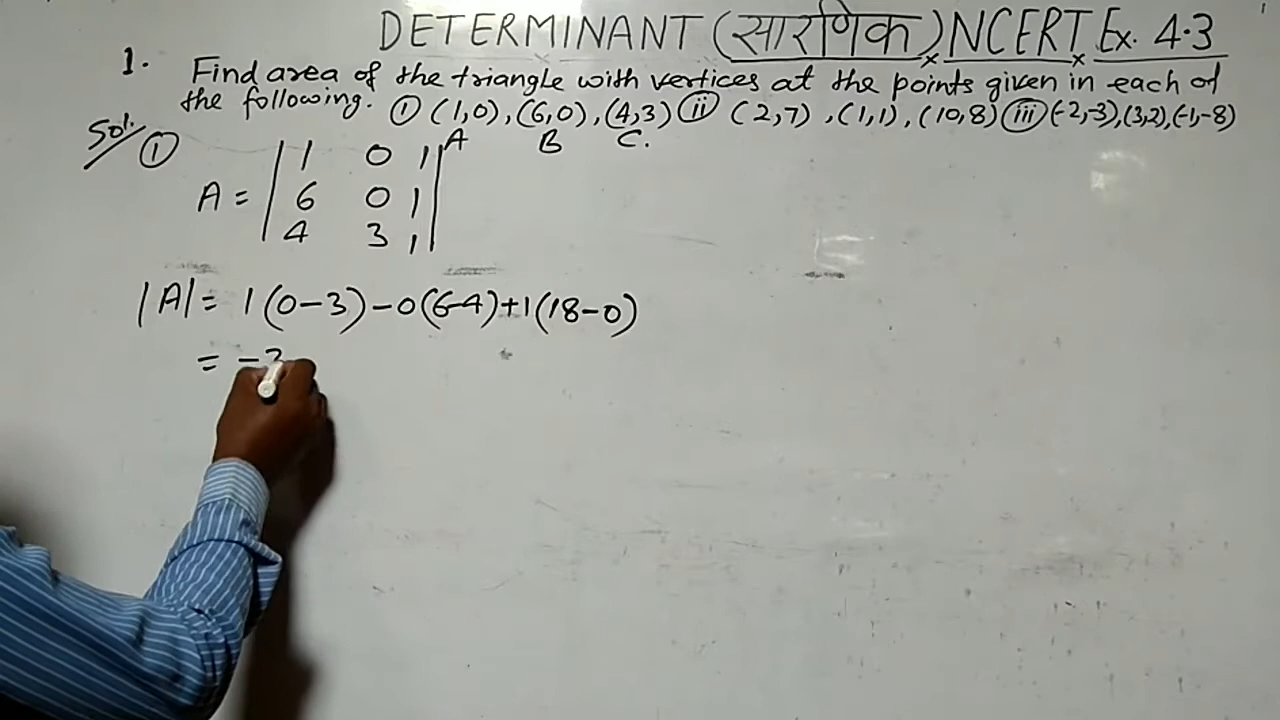 DETERMINANT (सारणिक) NCERT Ex. 4.3
1. Find area of the triangle with vertices at the points given in each of
the following. (i) (1,0), (6,0), (4,3) (ii) (2,7), (1,1), (10,8) (iii) (-2,-3), (3,2), (-1,-8)
A B C.
Sol. (i)
A = | 1 0 1 |
| 6 0 1 |
| 4 3 1 |
|A| = 1(0-3)-0(6-4)+1(18-0)
= -3